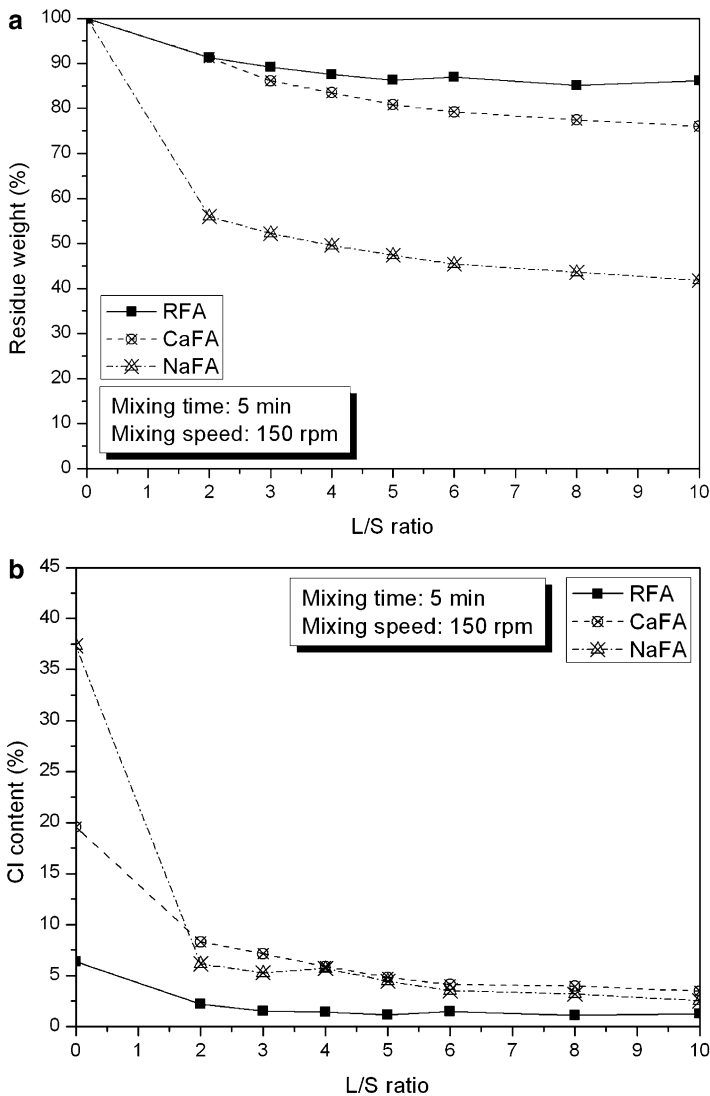 a
100
90
80
70
60
50
40
30
20
10
0
Residue weight (%)
RFA
CaFA
NaFA
Mixing time: 5 min
Mixing speed: 150 rpm
0 1 2 3 4 5 6 7 8 9 10
L/S ratio
b
45
40
35
30
25
20
15
10
5
0
Cl content (%)
Mixing time: 5 min
Mixing speed: 150 rpm
RFA
CaFA
NaFA
0 1 2 3 4 5 6 7 8 9 10
L/S ratio